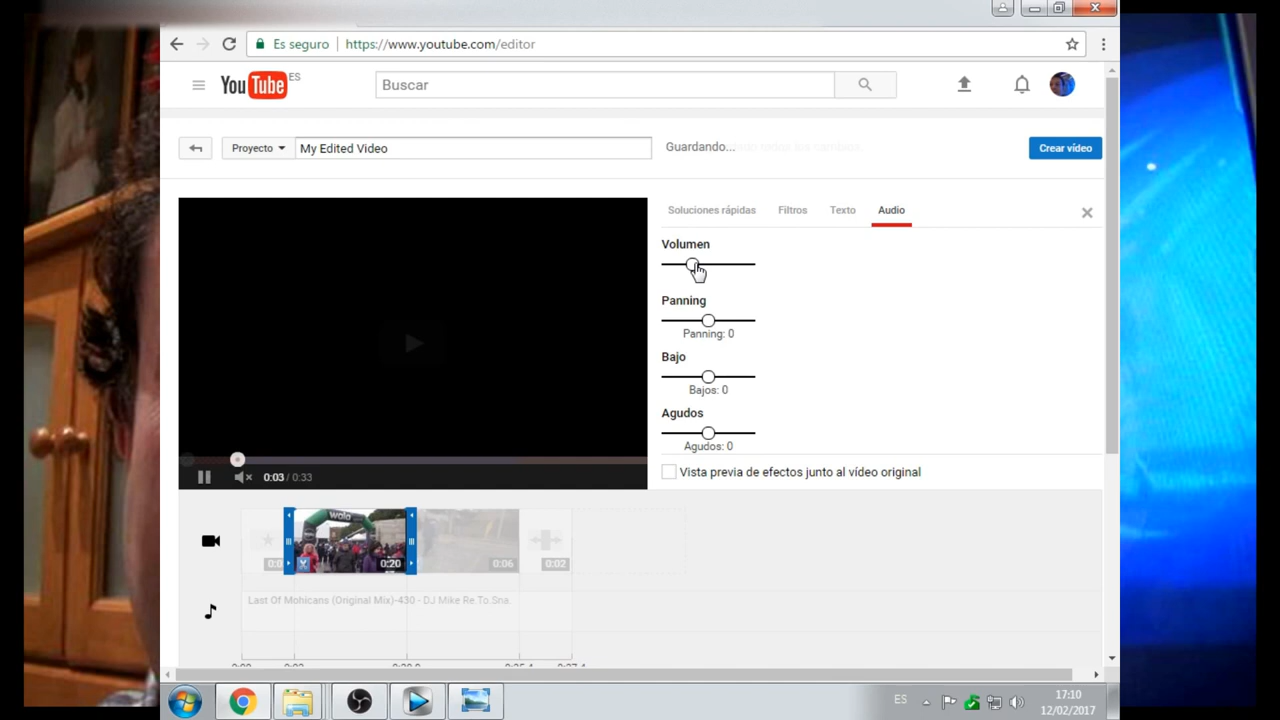 Es seguro
https://www.youtube.com/editor
YouTube ES
Buscar
Proyecto
My Edited Video
Guardando...
Crear vídeo
Soluciones rápidas
Filtros
Texto
Audio
Volumen
Panning
Panning: 0
Bajo
Bajos: 0
Agudos
Agudos: 0
Vista previa de efectos junto al vídeo original
0:03 / 0:33
wala
0:20
0:06
0:02
Last Of Mohicans (Original Mix)-430 - DJ Mike Re.To.Sna.
ES
17:10
12/02/2017